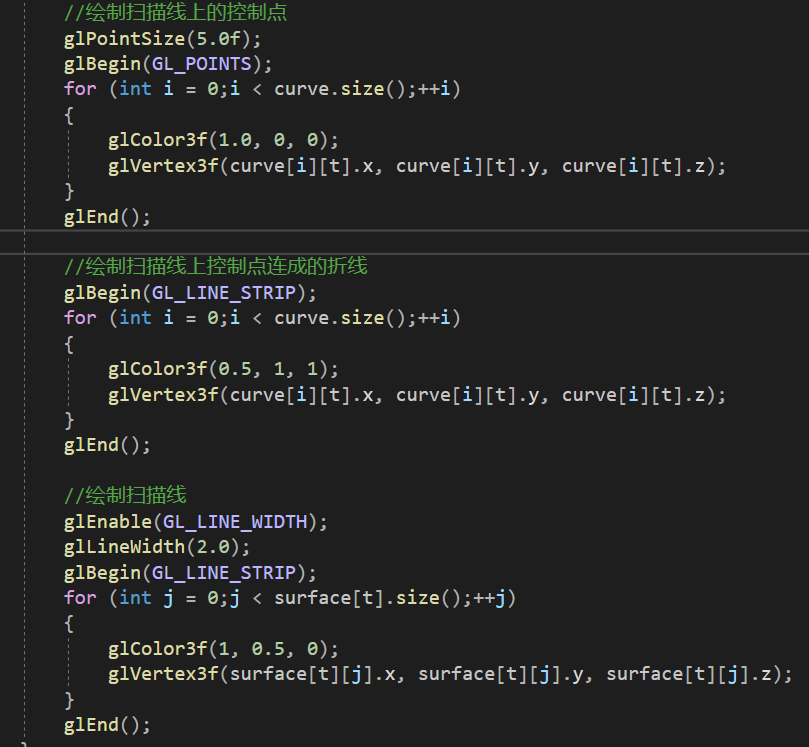 //绘制扫描线上的控制点
glPointSize(5.0f);
glBegin(GL_POINTS);
for (int i = 0;i < curve.size();++i)
{
glColor3f(1.0, 0, 0);
glVertex3f(curve[i][t].x, curve[i][t].y, curve[i][t].z);
}
glEnd();
//绘制扫描线上控制点连成的折线
glBegin(GL_LINE_STRIP);
for (int i = 0;i < curve.size();++i)
{
glColor3f(0.5, 1, 1);
glVertex3f(curve[i][t].x, curve[i][t].y, curve[i][t].z);
}
glEnd();
//绘制扫描线
glEnable(GL_LINE_WIDTH);
glLineWidth(2.0);
glBegin(GL_LINE_STRIP);
for (int j = 0;j < surface[t].size();++j)
{
glColor3f(1, 0.5, 0);
glVertex3f(surface[t][j].x, surface[t][j].y, surface[t][j].z);
}
glEnd();